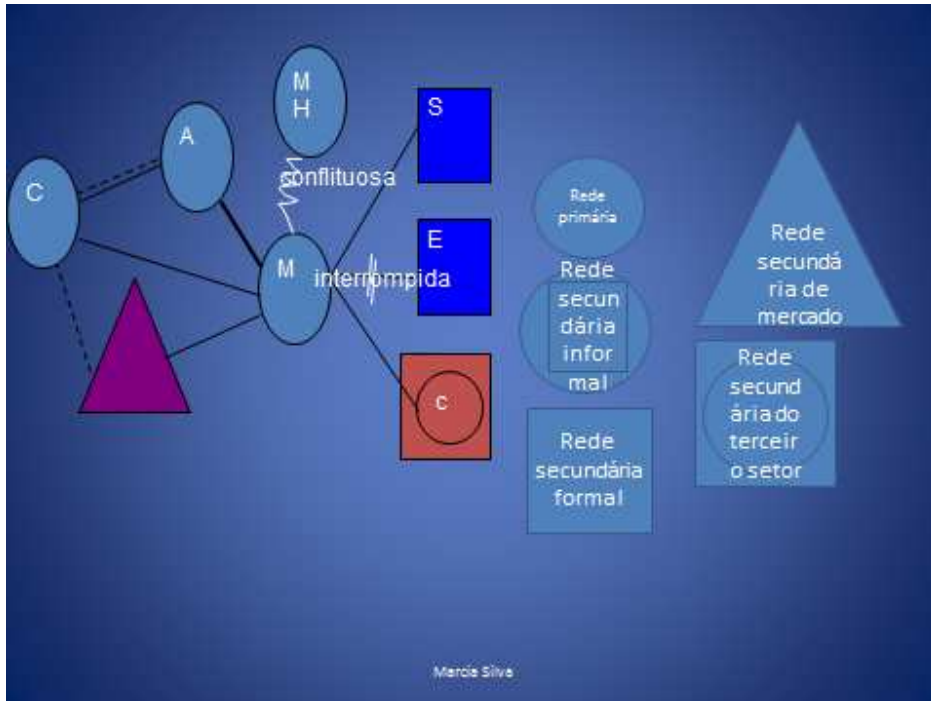 M
H
S
A
conflituosa
C
E
M
interrompida
c
Rede
primária
Rede
secun
dária
infor
mal
Rede
secundária
formal
Rede
secundá
ria de
mercado
Rede
secund
ária do
terceir
o setor
Marcia Silva